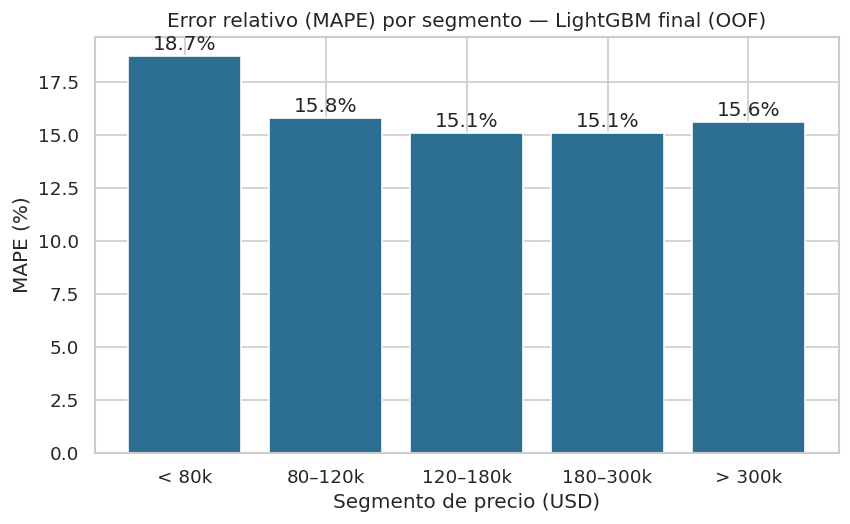 Error relativo (MAPE) por segmento — LightGBM final (OOF)
18.7%
15.8%
15.1%
15.1%
15.6%
MAPE (%)
17.5
15.0
12.5
10.0
7.5
5.0
2.5
0.0
< 80k
80–120k
120–180k
180–300k
> 300k
Segmento de precio (USD)